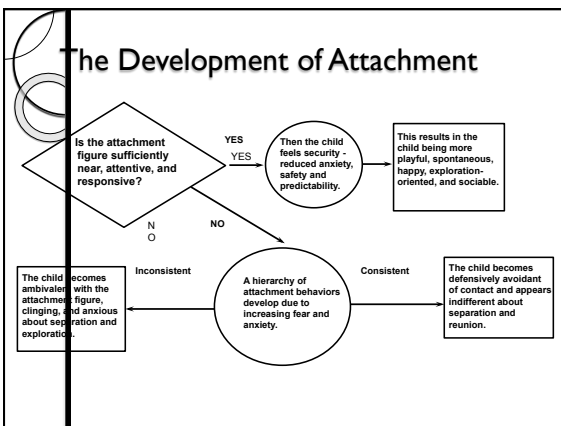 The Development of Attachment
Is the attachment
figure sufficiently
near, attentive, and
responsive?
YES
YES
Then the child
feels security -
reduced anxiety,
safety and
predictability.
This results in the
child being more
playful, spontaneous,
happy, exploration-
oriented, and sociable.
N
O
NO
Inconsistent
The child becomes
ambivalent with the
attachment figure,
clinging, and anxious
about separation and
exploration.
A hierarchy of
attachment behaviors
develop due to
increasing fear and
anxiety.
Consistent
The child becomes
defensively avoidant
of contact and appears
indifferent about
separation and
reunion.